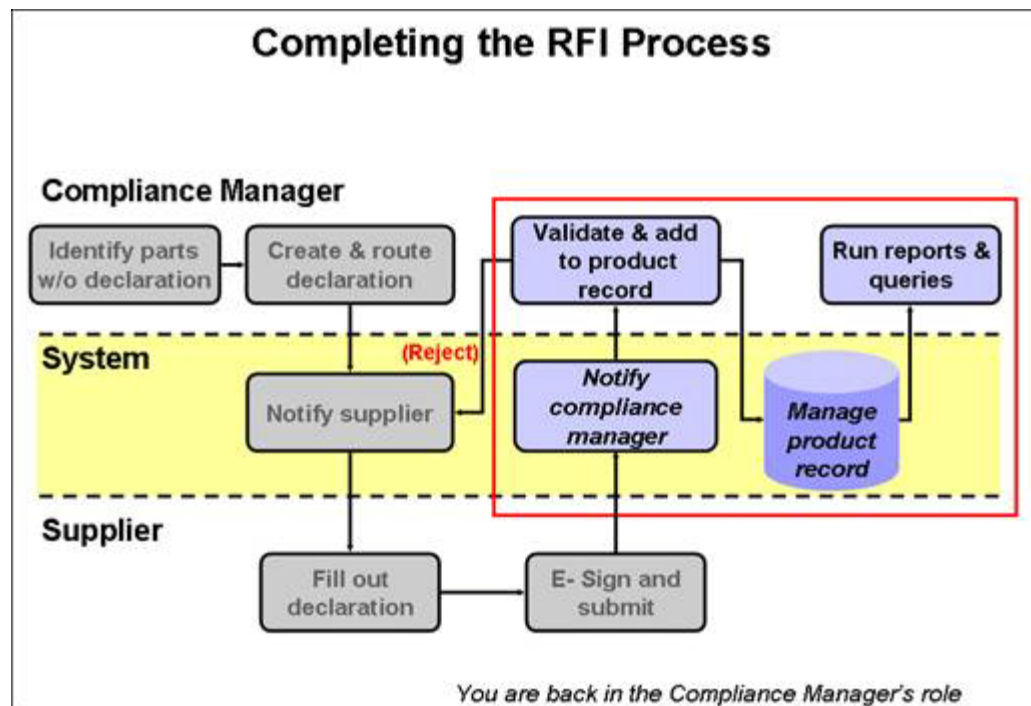 Completing the RFI Process
Compliance Manager
Identify parts
w/o declaration
Create & route
declaration
Validate & add
to product
record
Run reports &
queries
System
(Reject)
Notify supplier
Notify
compliance
manager
Manage
product
record
Supplier
Fill out
declaration
E- Sign and
submit
You are back in the Compliance Manager's role